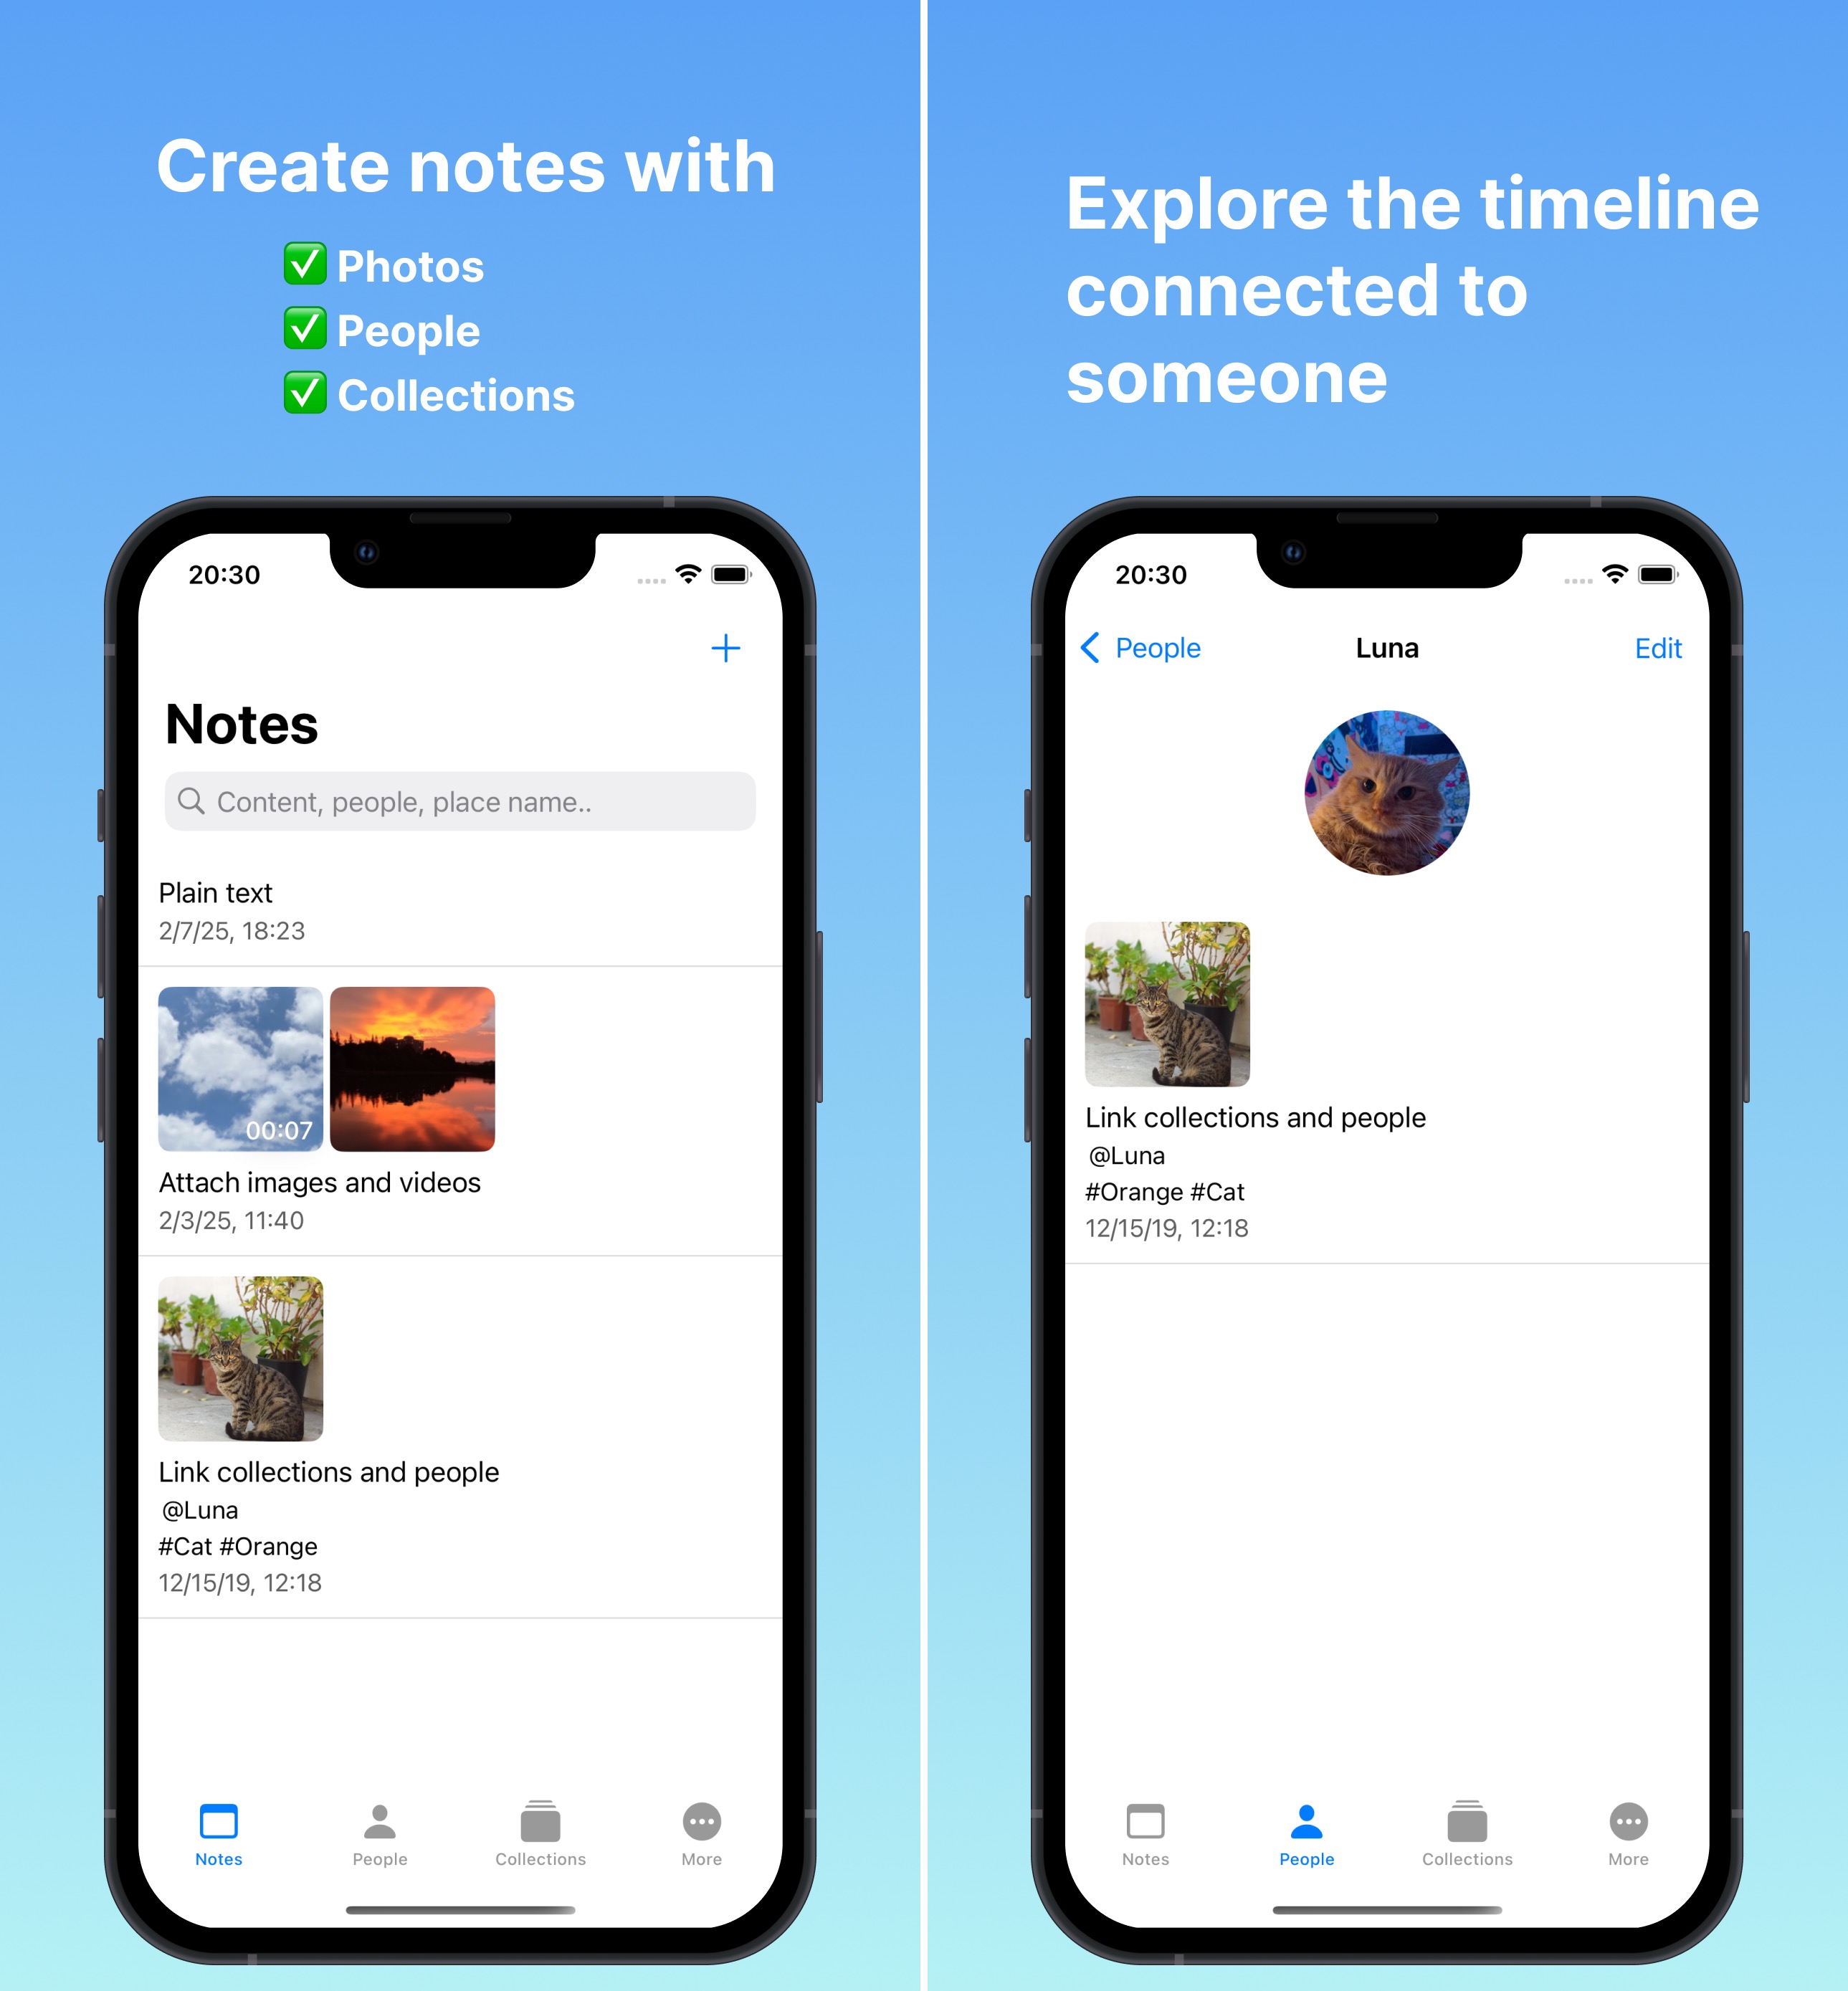 Create notes with
✅ Photos
✅ People
✅ Collections
20:30
Notes
Content, people, place name..
Plain text
2/7/25, 18:23
00:07
Attach images and videos
2/3/25, 11:40
Link collections and people
@Luna
#Cat #Orange
12/15/19, 12:18
Notes People Collections More
Explore the timeline
connected to
someone
20:30
People Luna Edit
Link collections and people
@Luna
#Orange #Cat
12/15/19, 12:18
Notes People Collections More